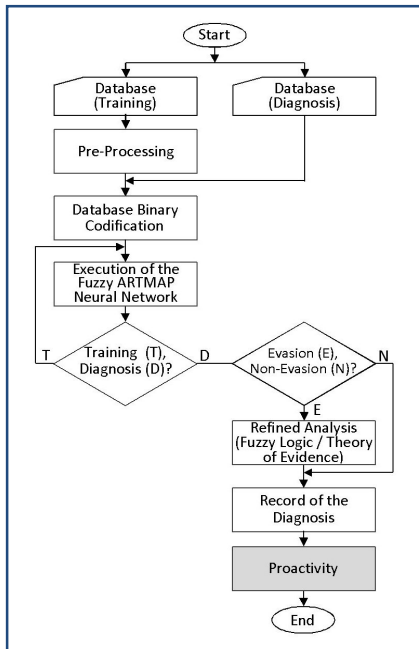 Start
Database
(Training)
Database
(Diagnosis)
Pre-Processing
Database Binary
Codification
Execution of the
Fuzzy ARTMAP
Neural Network
T
Training (T),
Diagnosis (D)?
D
Evasion (E),
Non-Evasion (N)?
N
E
Refined Analysis
(Fuzzy Logic / Theory
of Evidence)
Record of the
Diagnosis
Proactivity
End